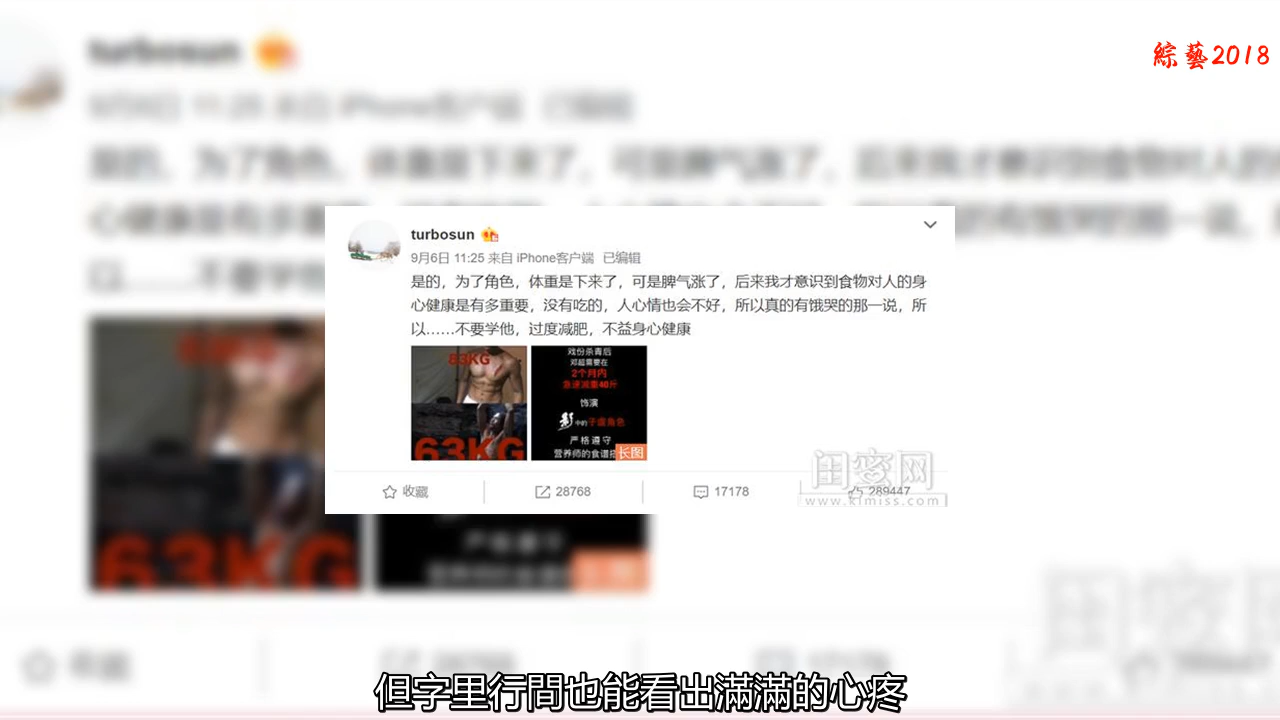 綜藝2018
turbosun
9月6日 11:25 来自 iPhone客户端 已编辑
是的，为了角色，体重是下来了，可是脾气涨了，后来我才意识到食物对人的身
心健康是有多重要，没有吃的，人心情也会不好，所以真的有饿哭的那一说，所
以……不要学他，过度减肥，不益身心健康
83KG
63KG
戏份杀青后
邓超需要在
2个月内
急速减重40斤
饰演
影中的子虚角色
严格遵守
营养师的食谱搭
长图
收藏
28768
17178
289447
闺蜜网
www.kimiss.com
但字里行間也能看出滿滿的心疼